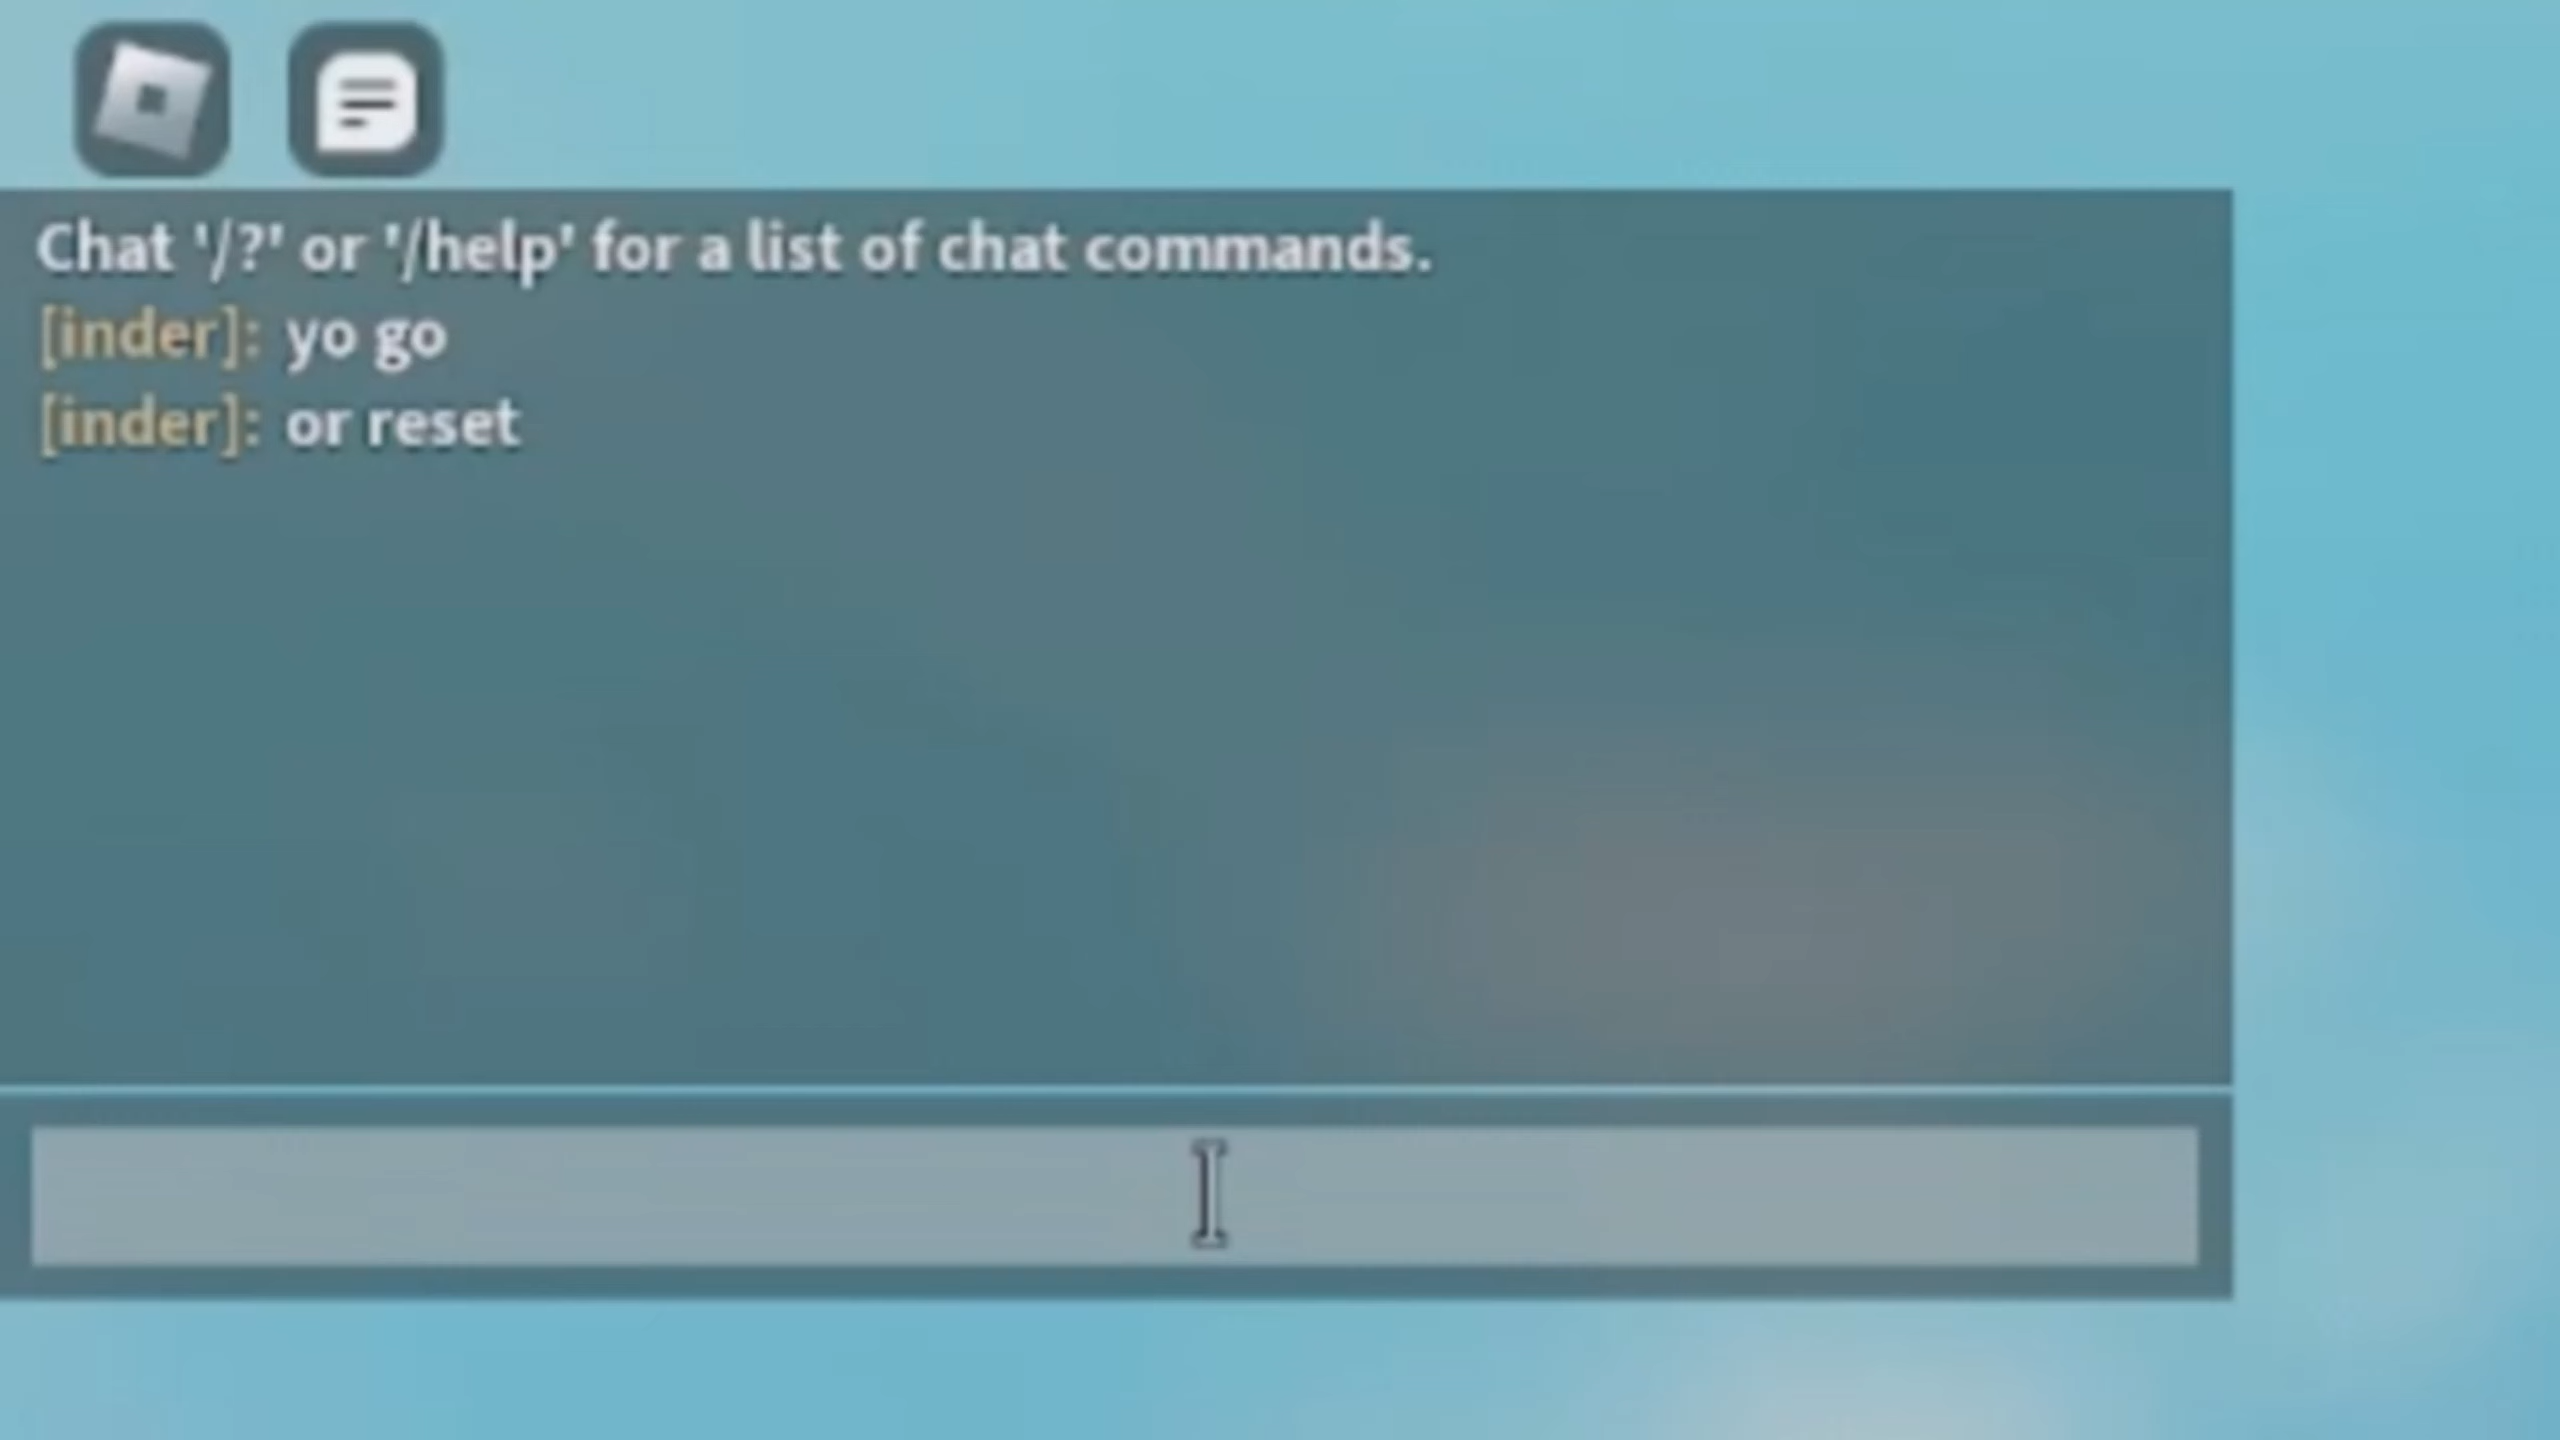 Chat '/?' or '/help' for a list of chat commands.
[inder]: yo go
[inder]: or reset